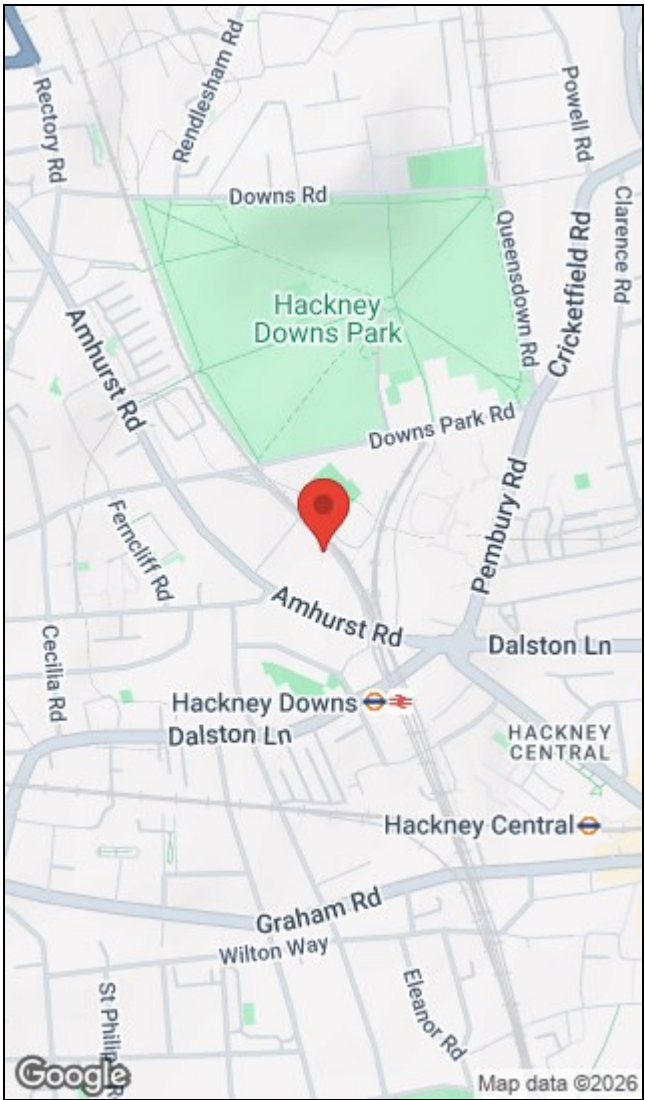 Rendlesham Rd
Rectory Rd
Powell Rd
Downs Rd
Clarence Rd
Queensdown Rd
Cricketfield Rd
Hackney
Downs Park
Amhurst Rd
Downs Park Rd
Pembury Rd
Ferncliff Rd
Amhurst Rd
Dalston Ln
Cecilia Rd
Hackney Downs
Dalston Ln
HACKNEY
CENTRAL
Hackney Central
Graham Rd
Wilton Way
Eleanor Rd
St Philip
Google
Map data ©2026